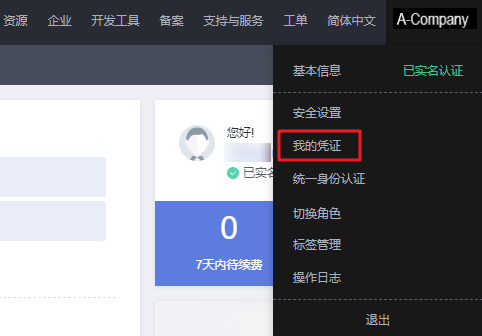 资源 企业 开发工具 备案 支持与服务 工单 简体中文 A-Company
基本信息 已实名认证
安全设置
我的凭证
统一身份认证
切换角色
标签管理
操作日志
退出
您好!
已实名
0
7天内待续费